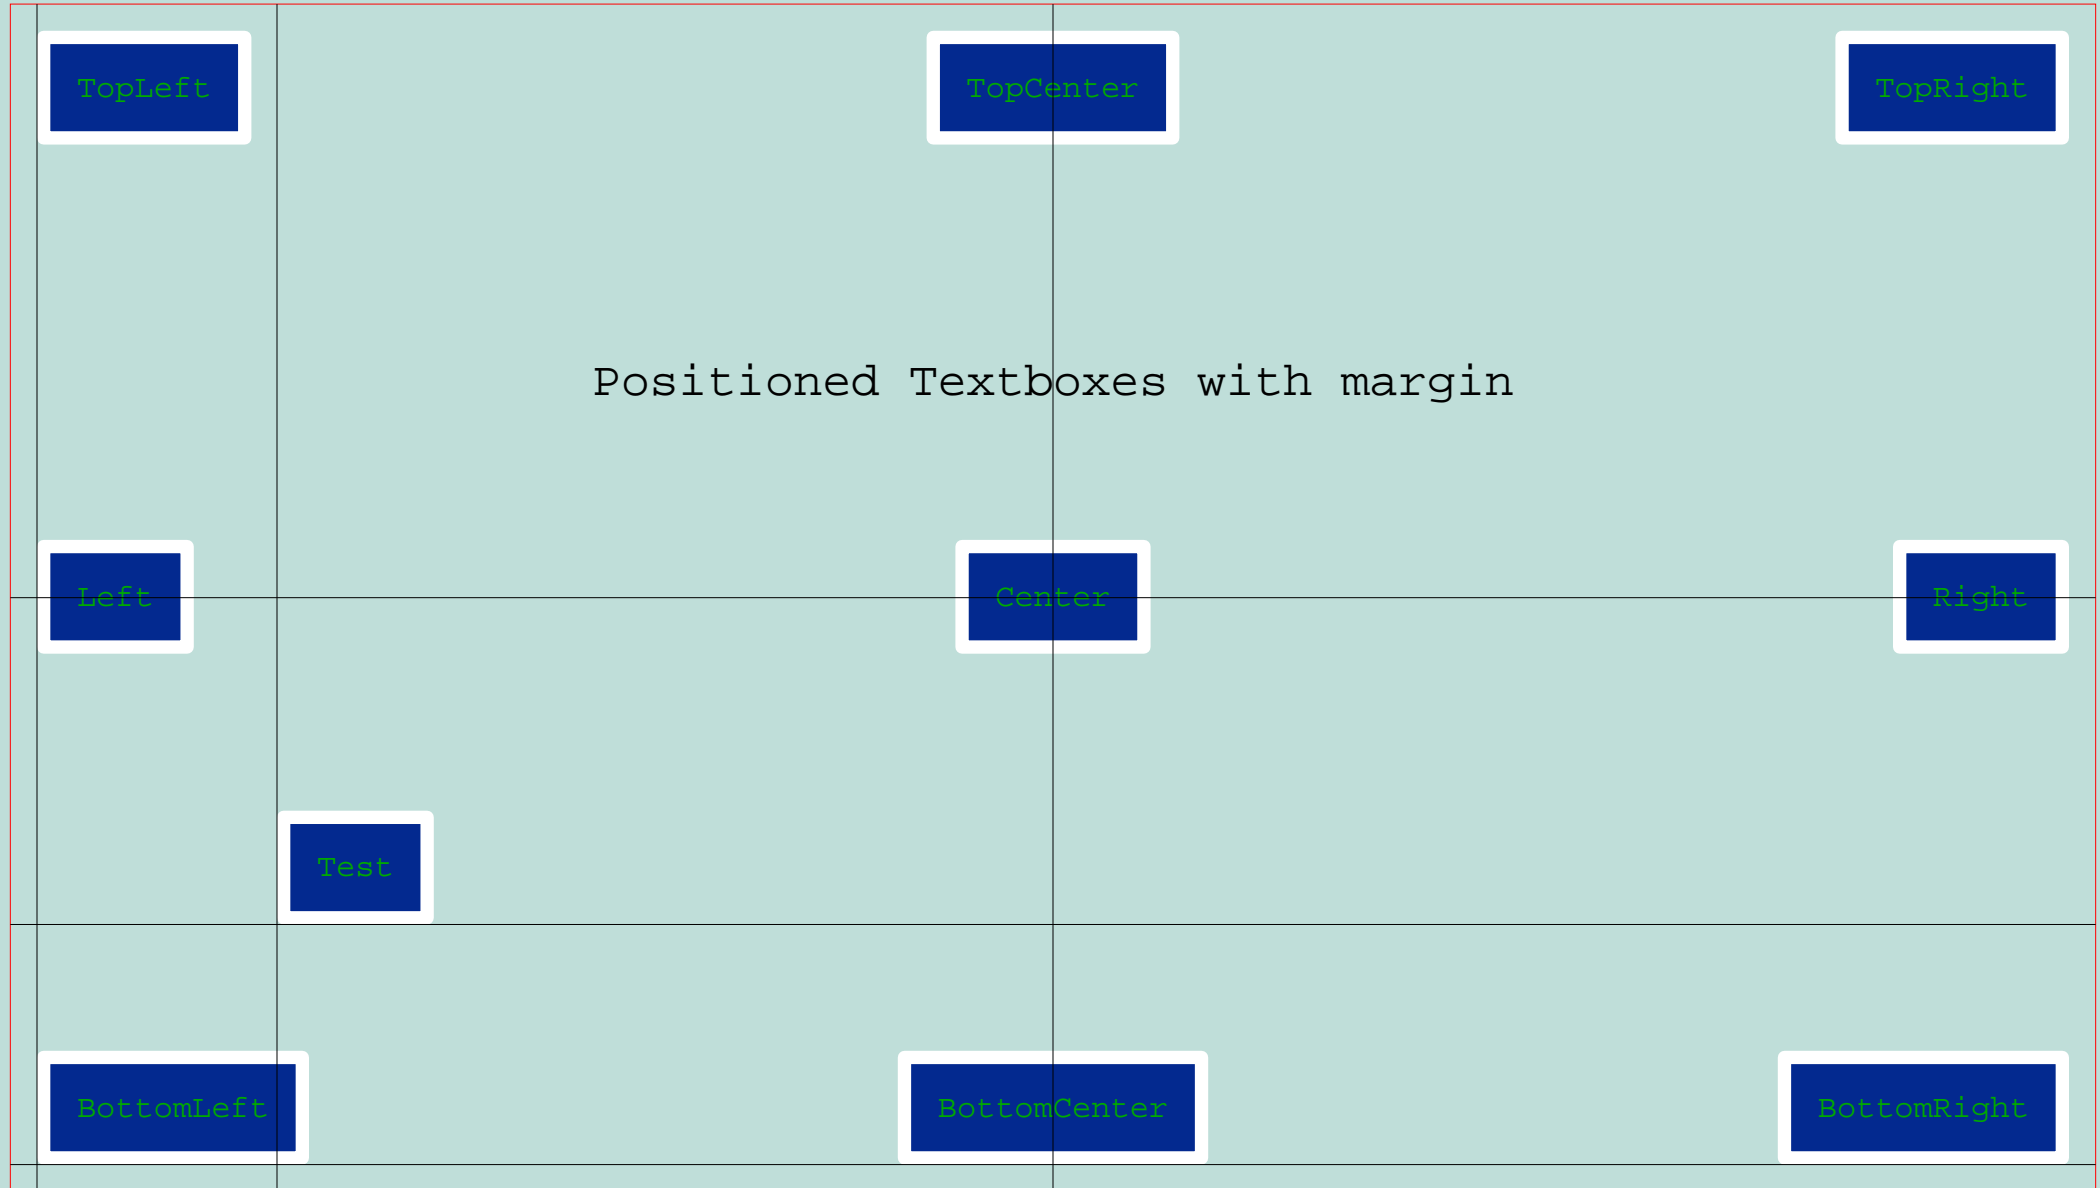 TopLeft TopCenter TopRight
Positioned Textboxes with margin
Left Center Right
Test
BottomLeft BottomCenter BottomRight